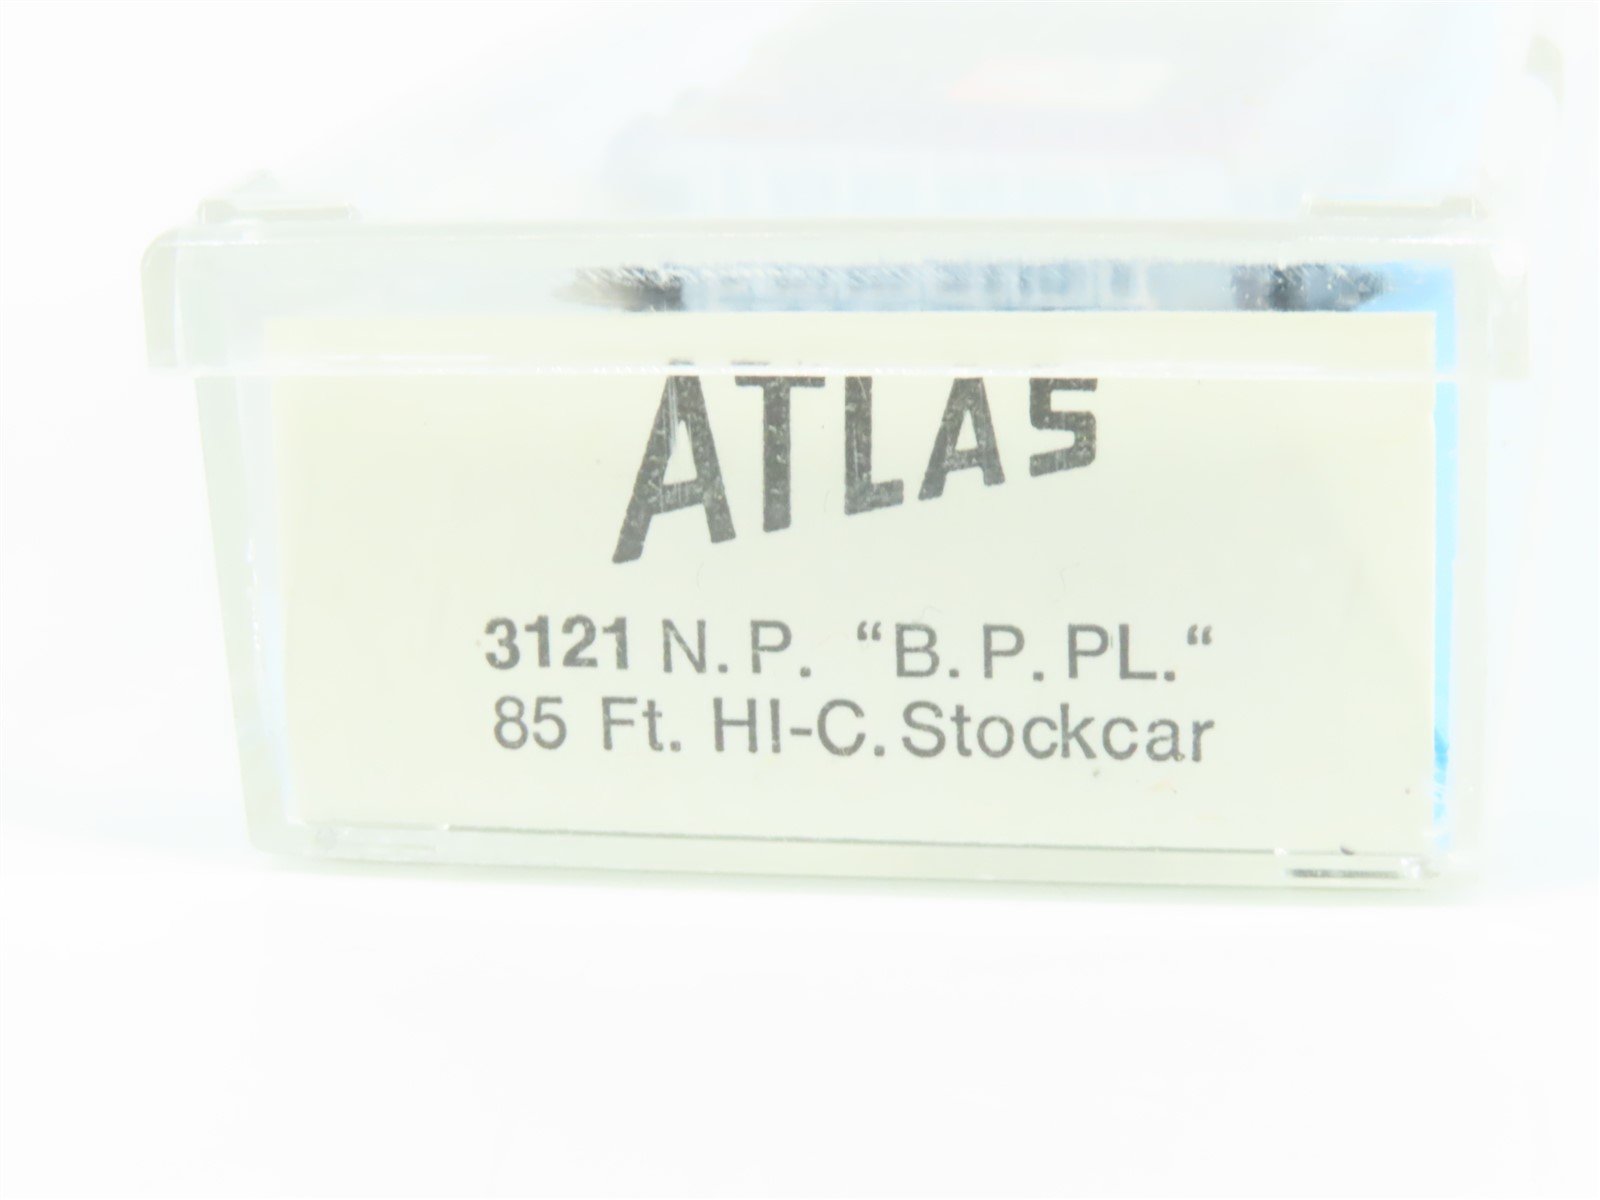 ATLAS
3121 N. P. “B. P. PL.“
85 Ft. HI-C. Stockcar